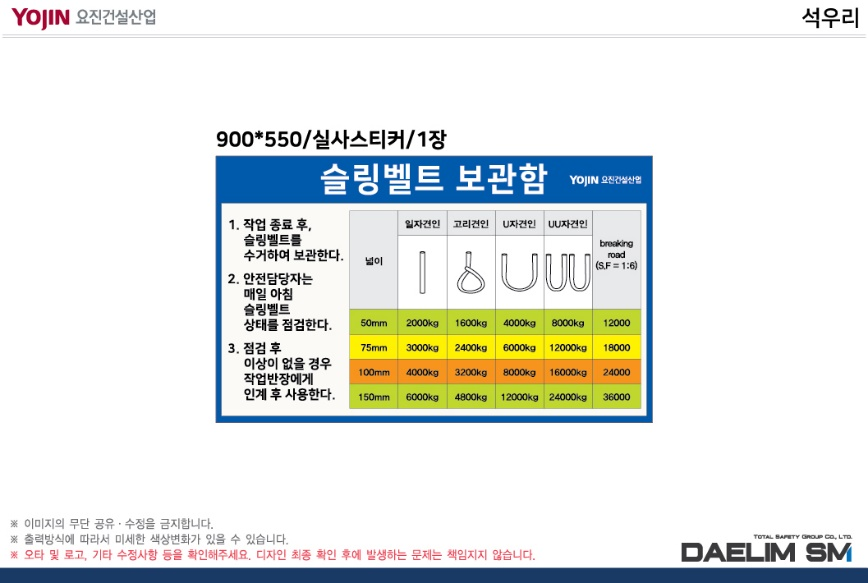 YOJIN 요진건설산업
석우리
900*550/실사스티커/1장
슬링벨트 보관함
YOJIN 요진건설산업
1. 작업 종료 후,
슬링벨트를
수거하여 보관한다.
2. 안전담당자는
매일 아침
슬링벨트
상태를 점검한다.
3. 점검 후
이상이 없을 경우
작업반장에게
인계 후 사용한다.
넓이 일자견인 고리견인 U자견인 UU자견인
breaking
road
(S.F = 1:6)
50mm 2000kg 1600kg 4000kg 8000kg 12000
75mm 3000kg 2400kg 6000kg 12000kg 18000
100mm 4000kg 3200kg 8000kg 16000kg 24000
150mm 6000kg 4800kg 12000kg 24000kg 36000
※ 이미지의 무단 공유 · 수정을 금지합니다.
※ 출력방식에 따라서 미세한 색상변화가 있을 수 있습니다.
※ 오타 및 로고, 기타 수정사항 등을 확인해주세요. 디자인 최종 확인 후에 발생하는 문제는 책임지지 않습니다.
TOTAL SAFETY GROUP CO., LTD.
DAELIM SM